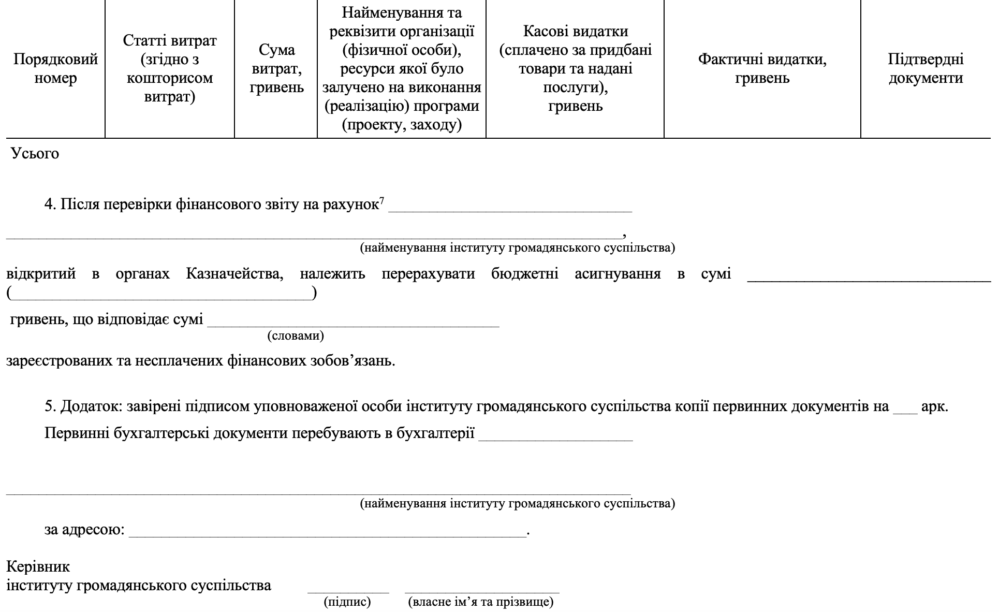 Порядковий
номер
Статті витрат
(згідно з
кошторисом
витрат)
Сума
витрат,
гривень
Найменування та
реквізити організації
(фізичної особи),
ресурси якої було
залучено на виконання
(реалізацію) програми
(проекту, заходу)
Касові видатки
(сплачено за придбані
товари та надані
послуги),
гривень
Фактичні видатки,
гривень
Підтвердні
документи
Усього
4. Після перевірки фінансового звіту на рахунок⁷ ______________________________
____________________________________________________________________________,
(найменування інституту громадянського суспільства)
відкритий в органах Казначейства, належить перерахувати бюджетні асигнування в сумі ______________________________
(_____________________________________)
гривень, що відповідає сумі ____________________________________
(словами)
зареєстрованих та несплачених фінансових зобов’язань.
5. Додаток: завірені підписом уповноваженої особи інституту громадянського суспільства копії первинних документів на ___ арк.
Первинні бухгалтерські документи перебувають в бухгалтерії ___________________
_____________________________________________________________________________
(найменування інституту громадянського суспільства)
за адресою: _________________________________________________.
Керівник
інституту громадянського суспільства __________ ___________________
(підпис) (власне ім’я та прізвище)